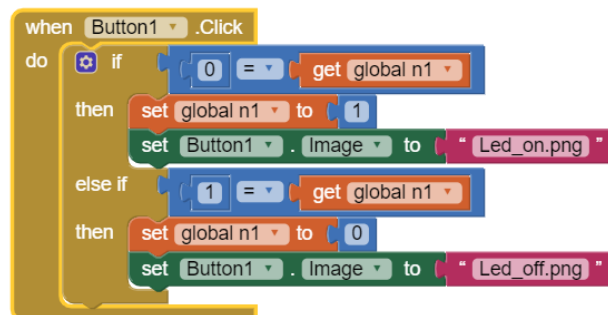 when Button1 .Click
do if 0 = get global n1
then set global n1 to 1
set Button1 . Image to " Led_on.png "
else if 1 = get global n1
then set global n1 to 0
set Button1 . Image to " Led_off.png "